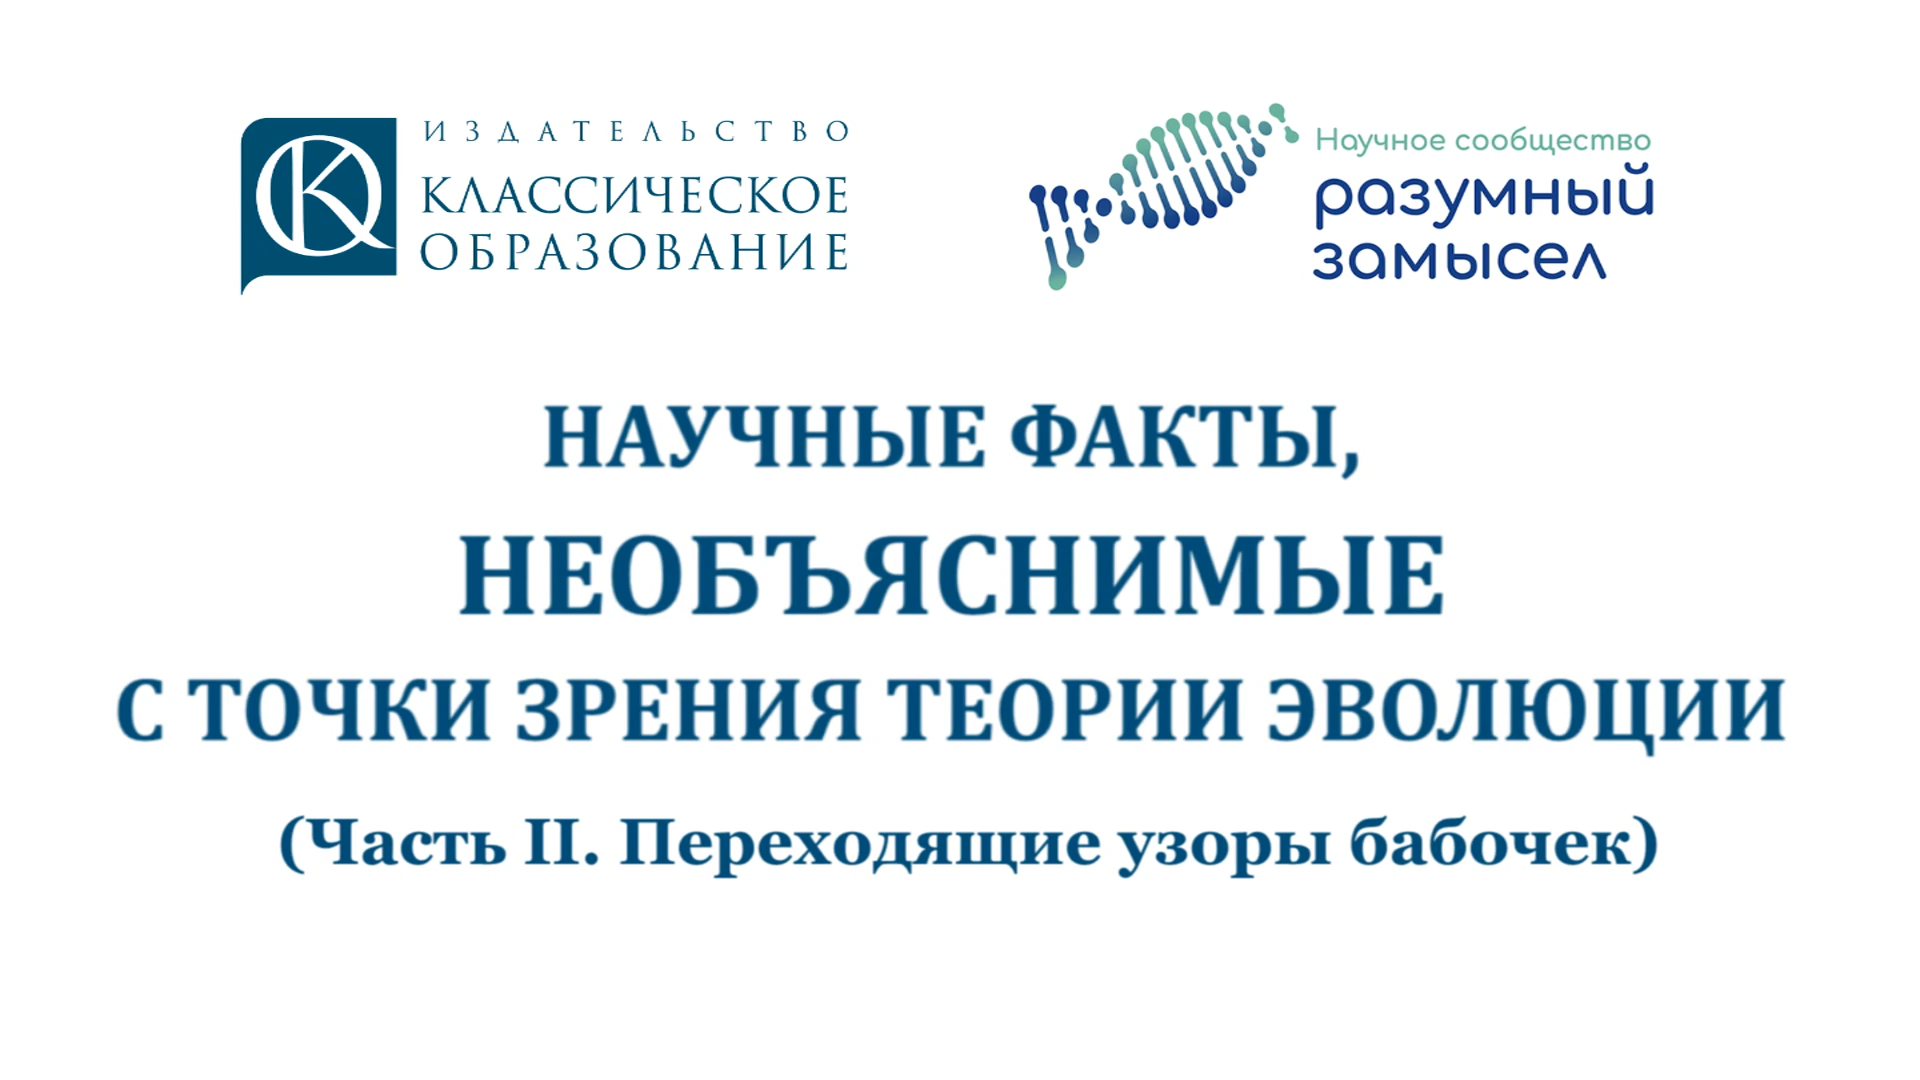 ИЗДАТЕЛЬСТВО
КЛАССИЧЕСКОЕ
ОБРАЗОВАНИЕ
Научное сообщество
разумный
замысел
НАУЧНЫЕ ФАКТЫ,
НЕОБЪЯСНИМЫЕ
С ТОЧКИ ЗРЕНИЯ ТЕОРИИ ЭВОЛЮЦИИ
(Часть II. Переходящие узоры бабочек)